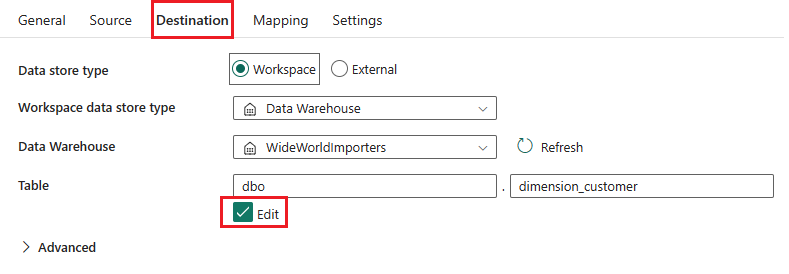 General Source Destination Mapping Settings
Data store type Workspace External
Workspace data store type Data Warehouse
Data Warehouse WideWorldImporters Refresh
Table dbo . dimension_customer
Edit
Advanced